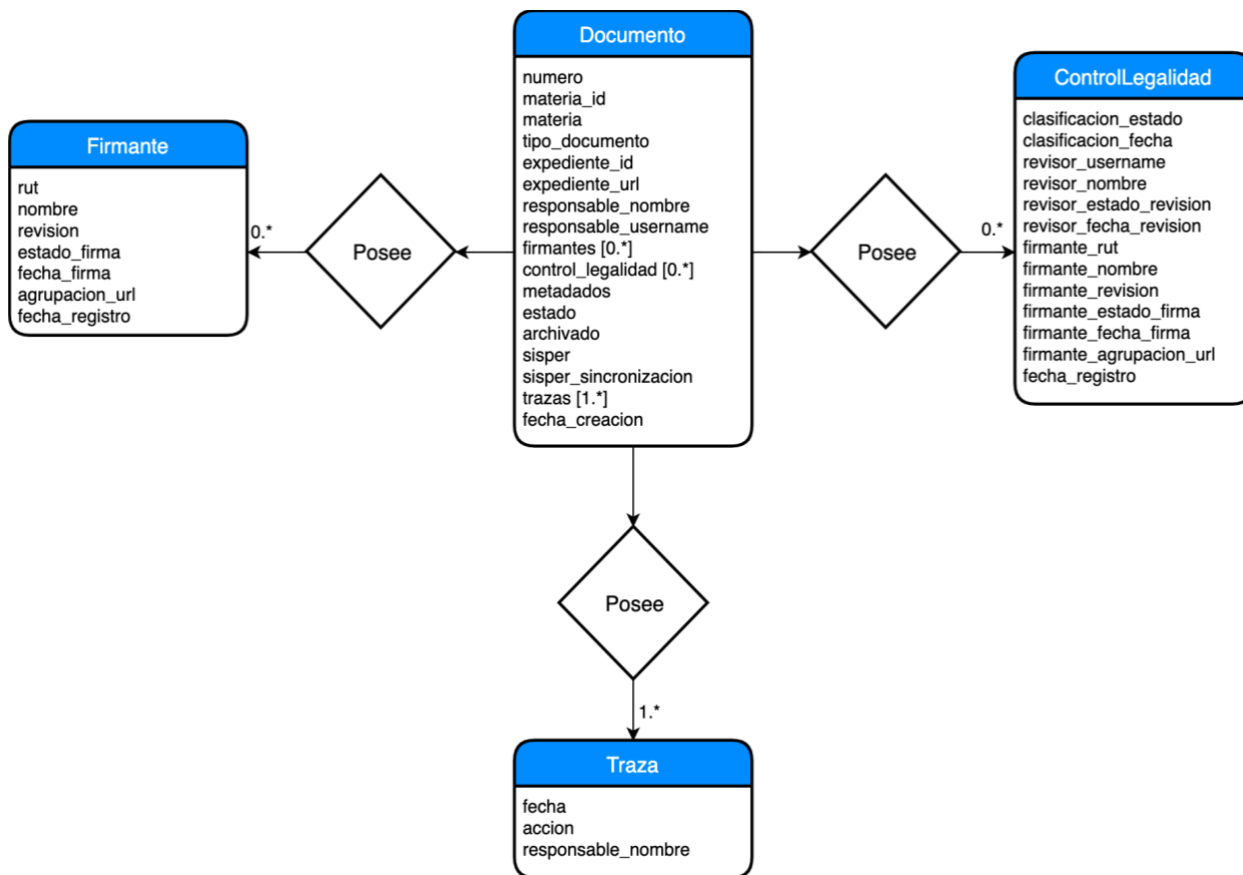 Documento
numero
materia_id
materia
tipo_documento
expediente_id
expediente_url
responsable_nombre
responsable_username
firmantes [0.*]
control_legalidad [0.*]
metadados
estado
archivado
sisper
sisper_sincronizacion
trazas [1.*]
fecha_creacion
Firmante
rut
nombre
revision
estado_firma
fecha_firma
agrupacion_url
fecha_registro
0.*
Posee
Posee
0.*
ControlLegalidad
clasificacion_estado
clasificacion_fecha
revisor_username
revisor_nombre
revisor_estado_revision
revisor_fecha_revision
firmante_rut
firmante_nombre
firmante_revision
firmante_estado_firma
firmante_fecha_firma
firmante_agrupacion_url
fecha_registro
Posee
1.*
Traza
fecha
accion
responsable_nombre